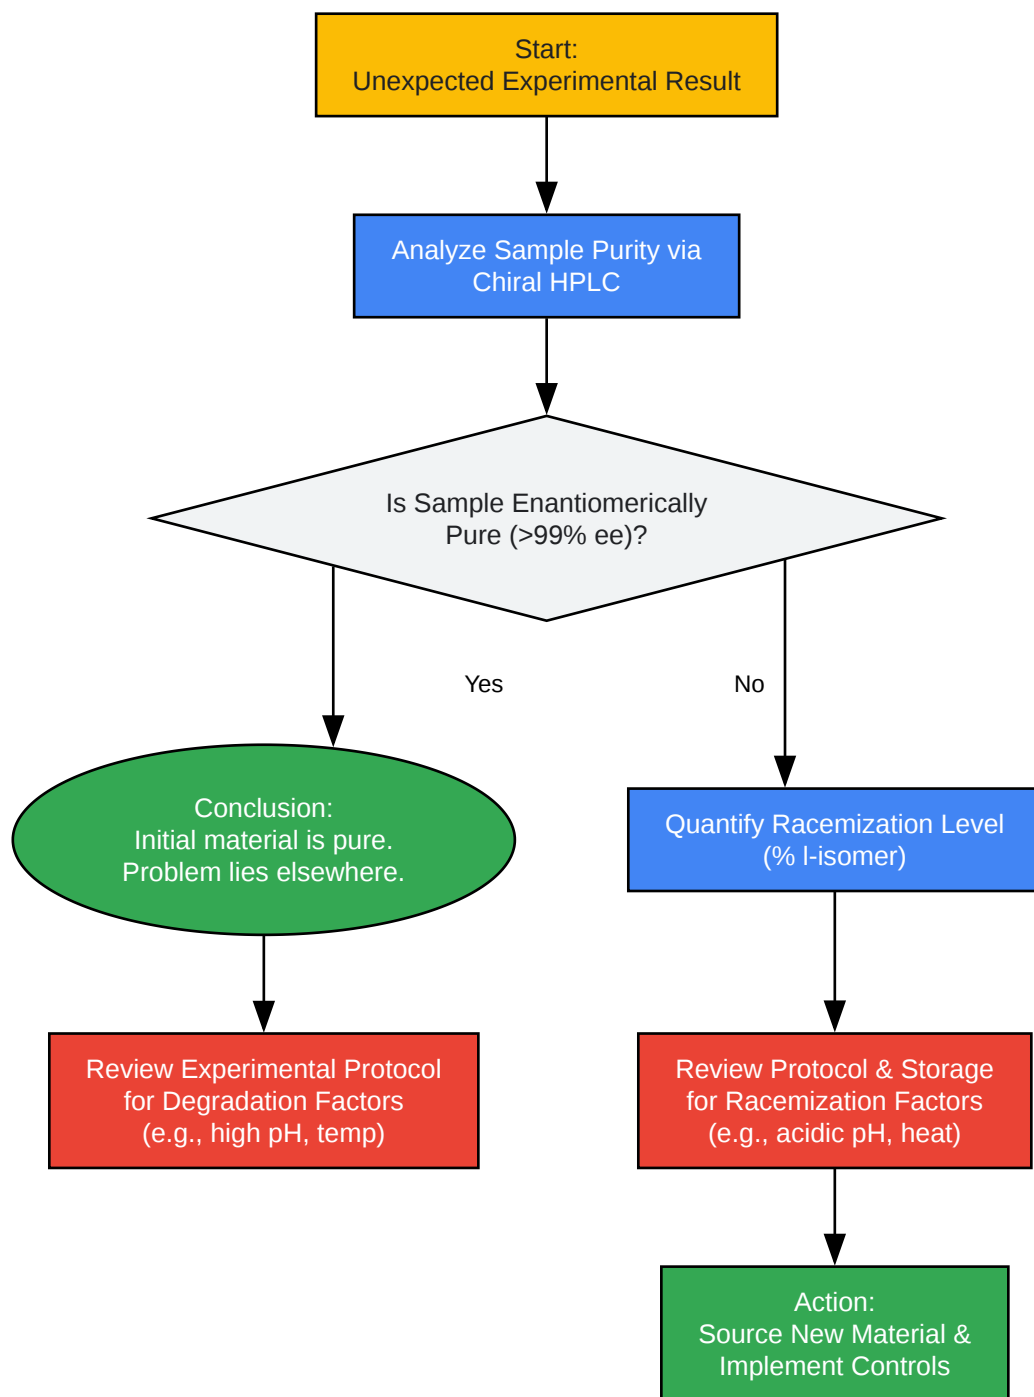 Start:
Unexpected Experimental Result
Analyze Sample Purity via
Chiral HPLC
Is Sample Enantiomerically
Pure (>99% ee)?
Yes
No
Conclusion:
Initial material is pure.
Problem lies elsewhere.
Quantify Racemization Level
(% l-isomer)
Review Experimental Protocol
for Degradation Factors
(e.g., high pH, temp)
Review Protocol & Storage
for Racemization Factors
(e.g., acidic pH, heat)
Action:
Source New Material &
Implement Controls